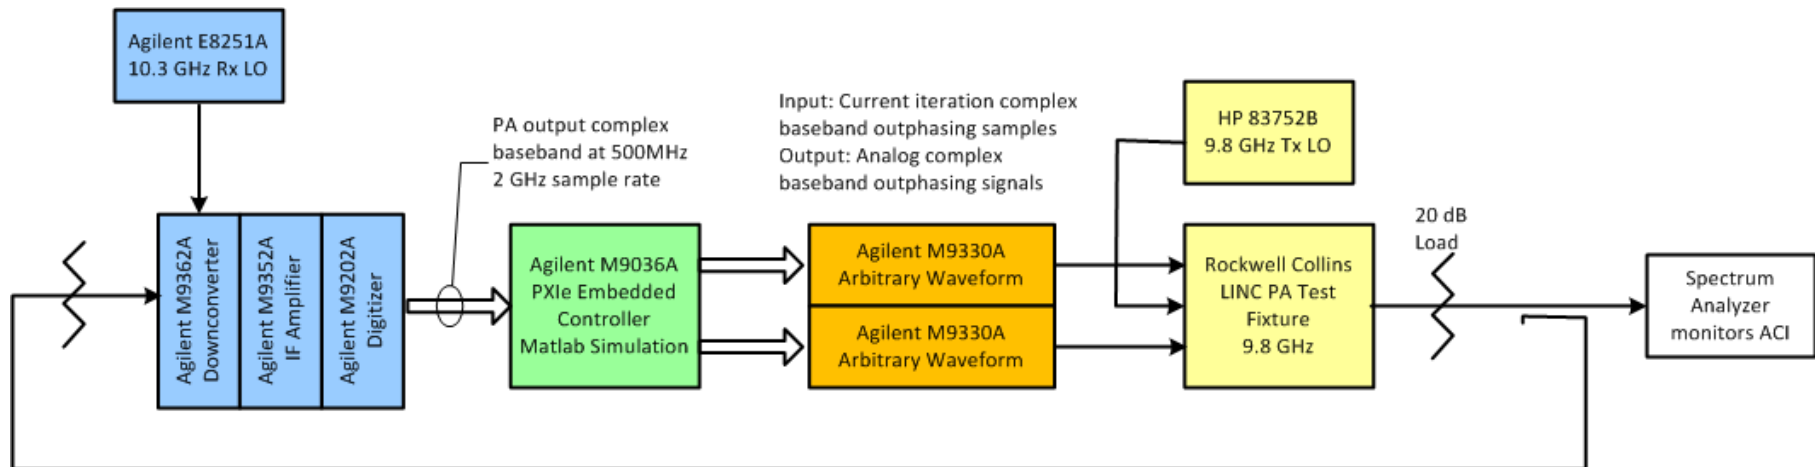 Agilent E8251A
10.3 GHz Rx LO
PA output complex
baseband at 500MHz
2 GHz sample rate
Input: Current iteration complex
baseband outphasing samples
Output: Analog complex
baseband outphasing signals
HP 83752B
9.8 GHz Tx LO
20 dB
Load
Agilent M9362A
Downconverter
Agilent M9352A
IF Amplifier
Agilent M9202A
Digitizer
Agilent M9036A
PXIe Embedded
Controller
Matlab Simulation
Agilent M9330A
Arbitrary Waveform
Agilent M9330A
Arbitrary Waveform
Rockwell Collins
LINC PA Test
Fixture
9.8 GHz
Spectrum
Analyzer
monitors ACI